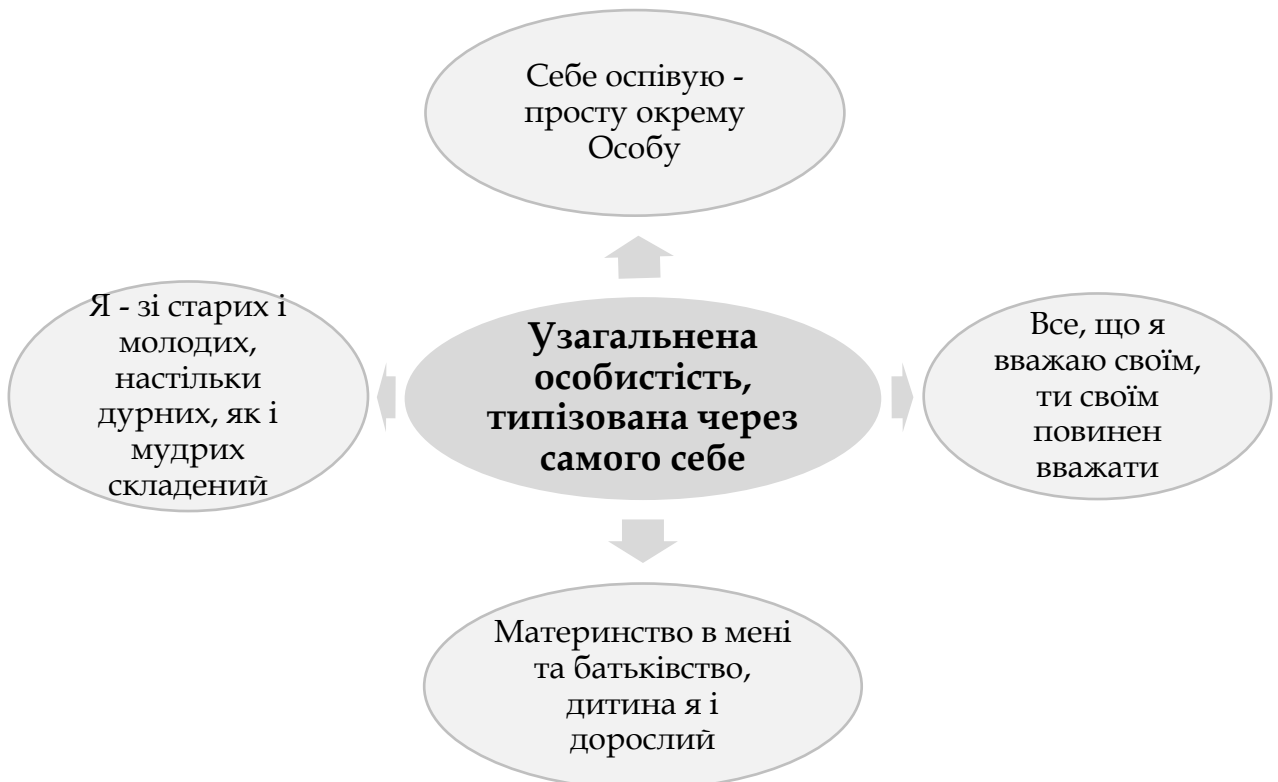 Себе оспівую -
просту окрему
Особу
Я - зі старих і
молодих,
настільки
дурних, як і
мудрих
складений
Узагальнена
особистість,
типізована через
самого себе
Все, що я
вважаю своїм,
ти своїм
повинен
вважати
Материнство в мені
та батьківство,
дитина я і
дорослий